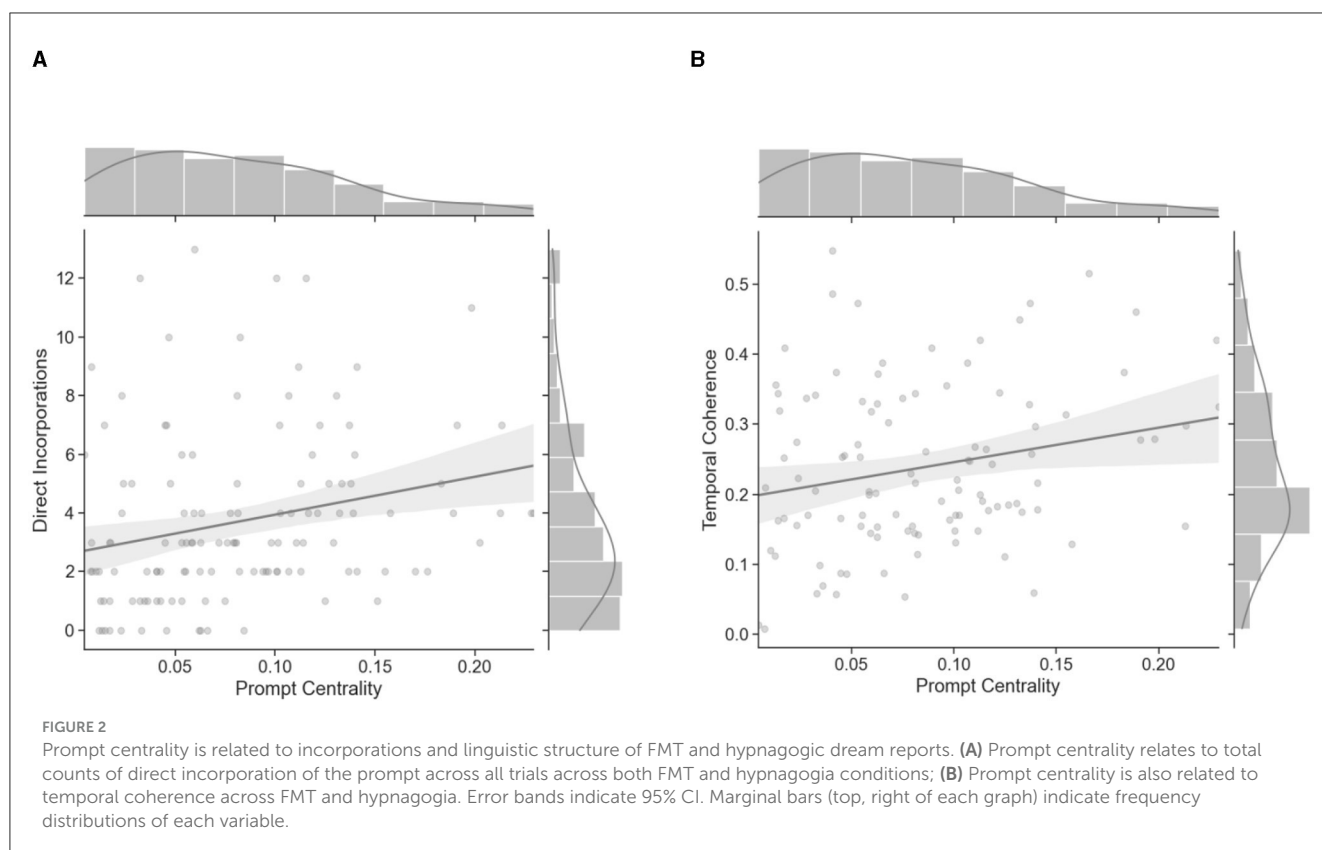 A
B
12
10
8
6
4
2
0
Direct Incorporations
0.05 0.10 0.15 0.20
Prompt Centrality
0.5
0.4
0.3
0.2
0.1
0.0
Temporal Coherence
0.05 0.10 0.15 0.20
Prompt Centrality
FIGURE 2
Prompt centrality is related to incorporations and linguistic structure of FMT and hypnagogic dream reports. (A) Prompt centrality relates to total
counts of direct incorporation of the prompt across all trials across both FMT and hypnagogia conditions; (B) Prompt centrality is also related to
temporal coherence across FMT and hypnagogia. Error bands indicate 95% CI. Marginal bars (top, right of each graph) indicate frequency
distributions of each variable.